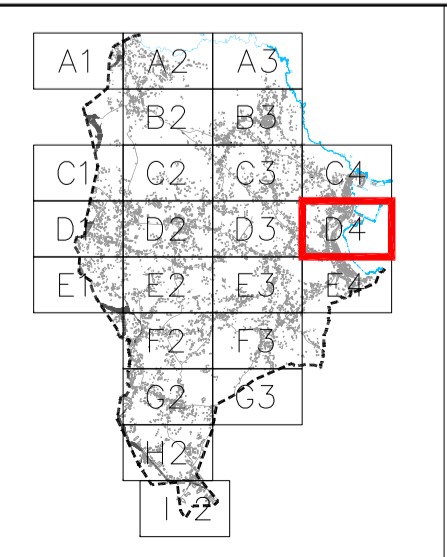 A1 A2 A3
B2 B3
C1 C2 C3 C4
D1 D2 D3 D4
E1 E2 E3 E4
F2 F3
G2 G3
H2
I 2